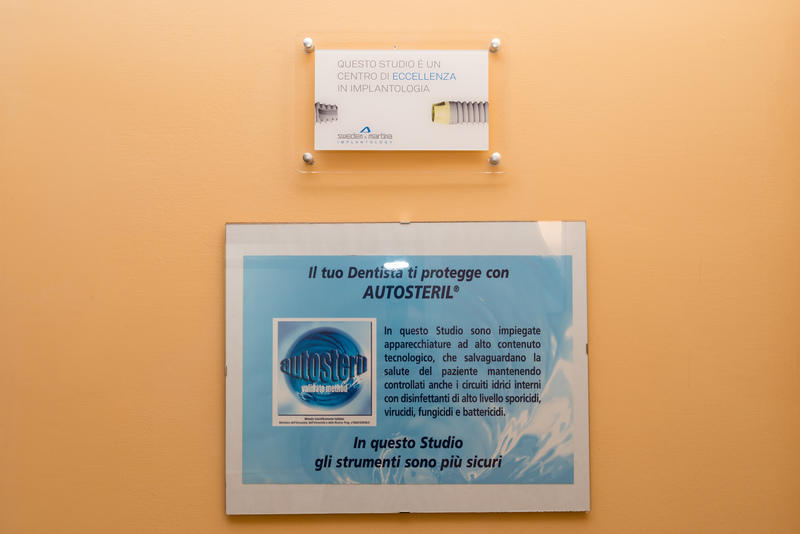 QUESTO STUDIO È UN
CENTRO DI ECCELLENZA
IN IMPLANTOLOGIA
sweden & martina
IMPLANTOLOGY
Il tuo Dentista ti protegge con
AUTOSTERIL®
autosteril
validate method
In questo Studio sono impiegate
apparecchiature ad alto contenuto
tecnologico, che salvaguardano la
salute del paziente mantenendo
controllati anche i circuiti idrici interni
con disinfettanti di alto livello sporicidi,
virucidi, fungicidi e battericidi.
In questo Studio
gli strumenti sono più sicuri